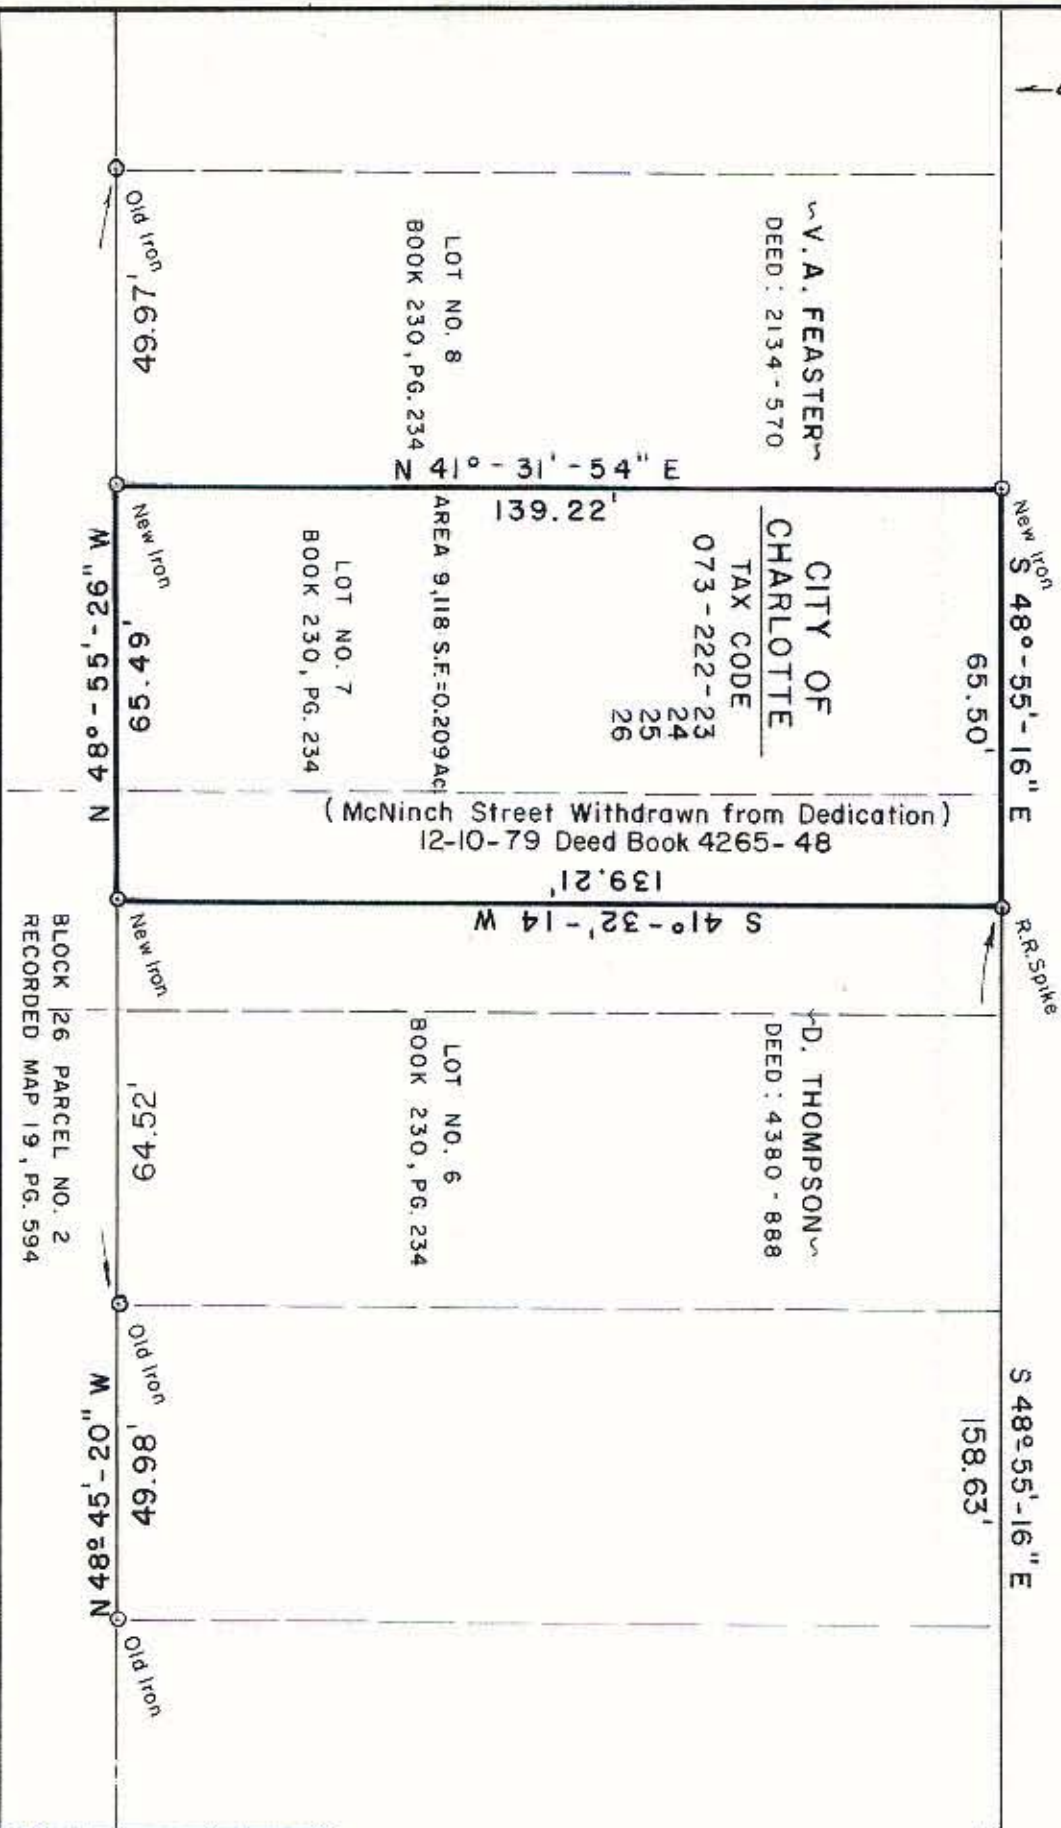 ~V. A. FEASTER~
DEED: 2134-570
LOT NO. 8
BOOK 230, PG. 234
Old Iron
49.97'
N 41°-31'-54" E
139.22'
New Iron
S 48°-55'-16" E
65.50'
CITY OF
CHARLOTTE
TAX CODE
073-222-23
24
25
26
AREA 9,118 S.F.=0.209Ac
LOT NO. 7
BOOK 230, PG. 234
New Iron
65.49'
N 48°-55'-26" W
(McNinch Street Withdrawn from Dedication)
12-10-79 Deed Book 4265-48
139.21'
S 41°-32'-14 W
R.R.Spike
~D. THOMPSON~
DEED: 4380-888
LOT NO. 6
BOOK 230, PG. 234
New Iron
64.52'
BLOCK 26 PARCEL NO. 2
RECORDED MAP 19, PG. 594
S 48°-55'-16" E
158.63'
Old Iron
49.98'
N 48°-45'-20" W
Old Iron